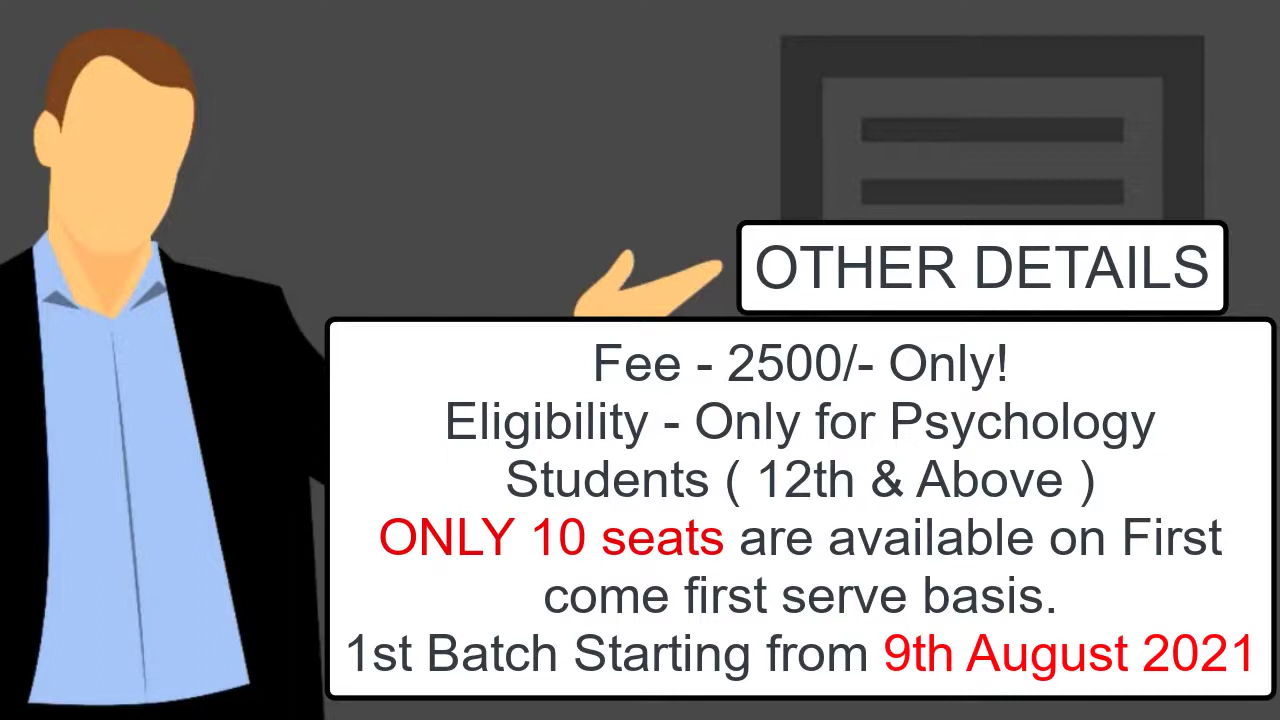 OTHER DETAILS
Fee - 2500/- Only!
Eligibility - Only for Psychology
Students ( 12th & Above )
ONLY 10 seats are available on First
come first serve basis.
1st Batch Starting from 9th August 2021